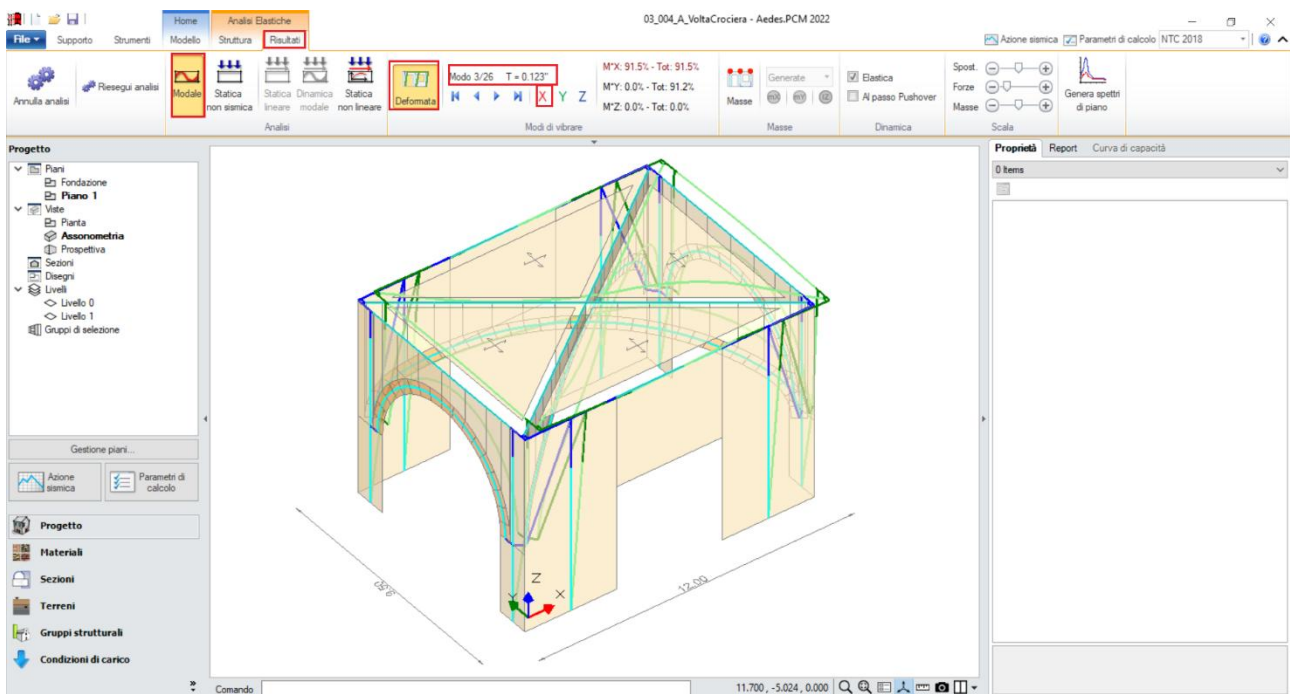 Home
Analisi Elastiche
03_004_A_VoltaCrociera - Aedes.PCM 2022
File
Supporto
Strumenti
Modello
Struttura
Risultati
Azione sismica
Parametri di calcolo
NTC 2018
Annulla analisi
Riesegui analisi
Modale
Statica non sismica
Statica lineare
Dinamica modale
Statica non lineare
Analisi
Deformata
Modo 3/26 T = 0.123"
X Y Z
M*X: 91.5% - Tot: 91.5%
M*Y: 0.0% - Tot: 91.2%
M*Z: 0.0% - Tot: 0.0%
Modi di vibrare
Masse
Generate
Masse
Elastica
Al passo Pushover
Dinamica
Spost.
Forze
Masse
Scala
Genera spettri di piano
Progetto
Piani
Fondazione
Piano 1
Viste
Pianta
Assonometria
Prospettiva
Sezioni
Disegni
Livelli
Livello 0
Livello 1
Gruppi di selezione
Gestione piani...
Azione sismica
Parametri di calcolo
Progetto
Materiali
Sezioni
Terreni
Gruppi strutturali
Condizioni di carico
9.50
12.00
Z
Y
X
Proprietà
Report
Curva di capacità
0 Items
Comando
11.700 , -5.024 , 0.000